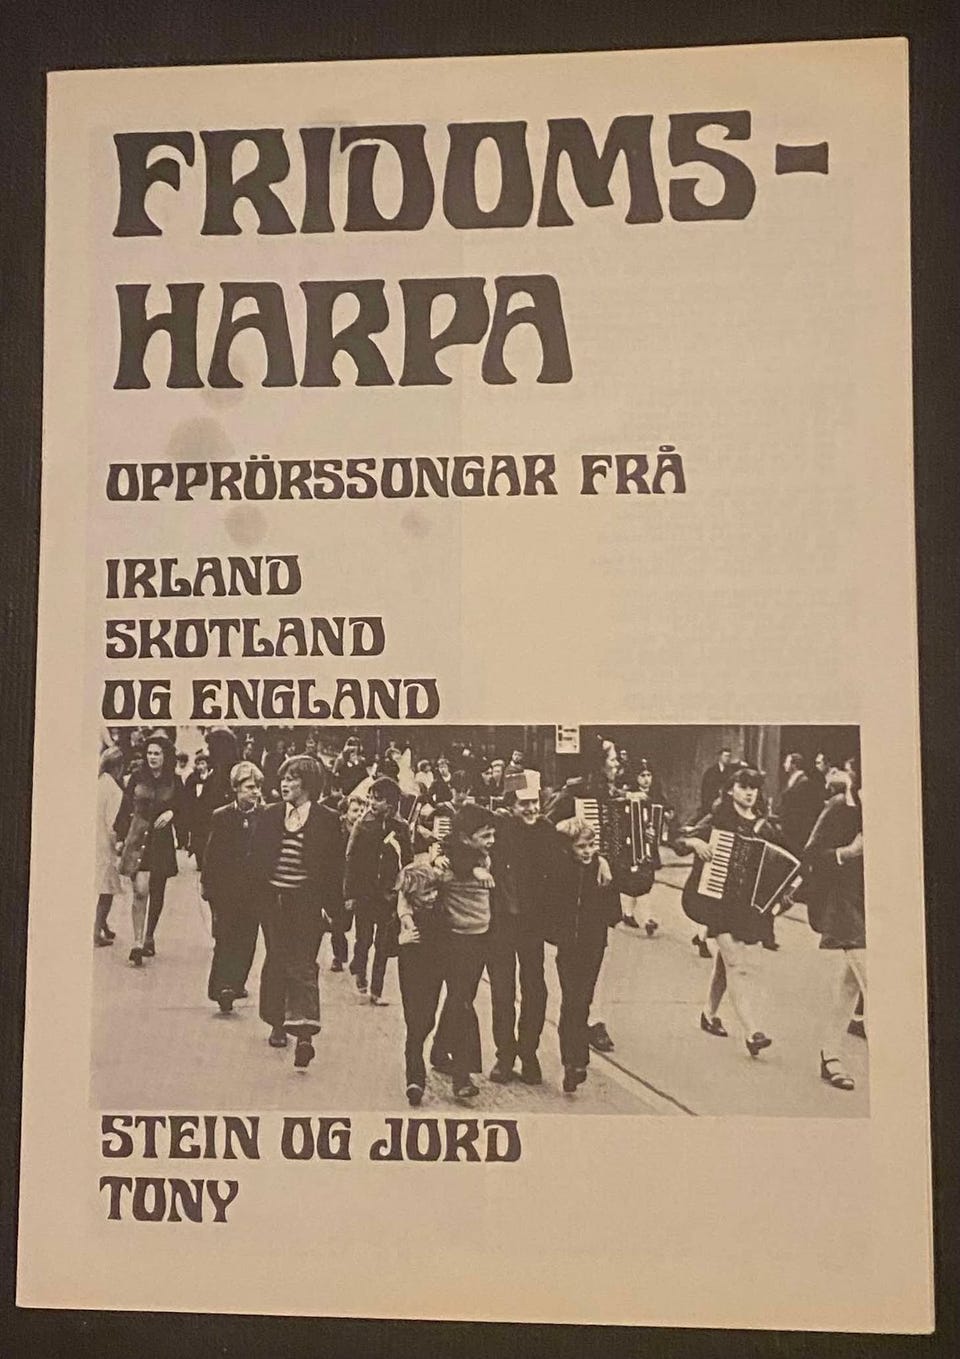 FRIDOMS-
HARPA
OPPRÖRSSONGAR FRÅ
IRLAND
SKOTLAND
OG ENGLAND
STEIN OG JORD
TONY